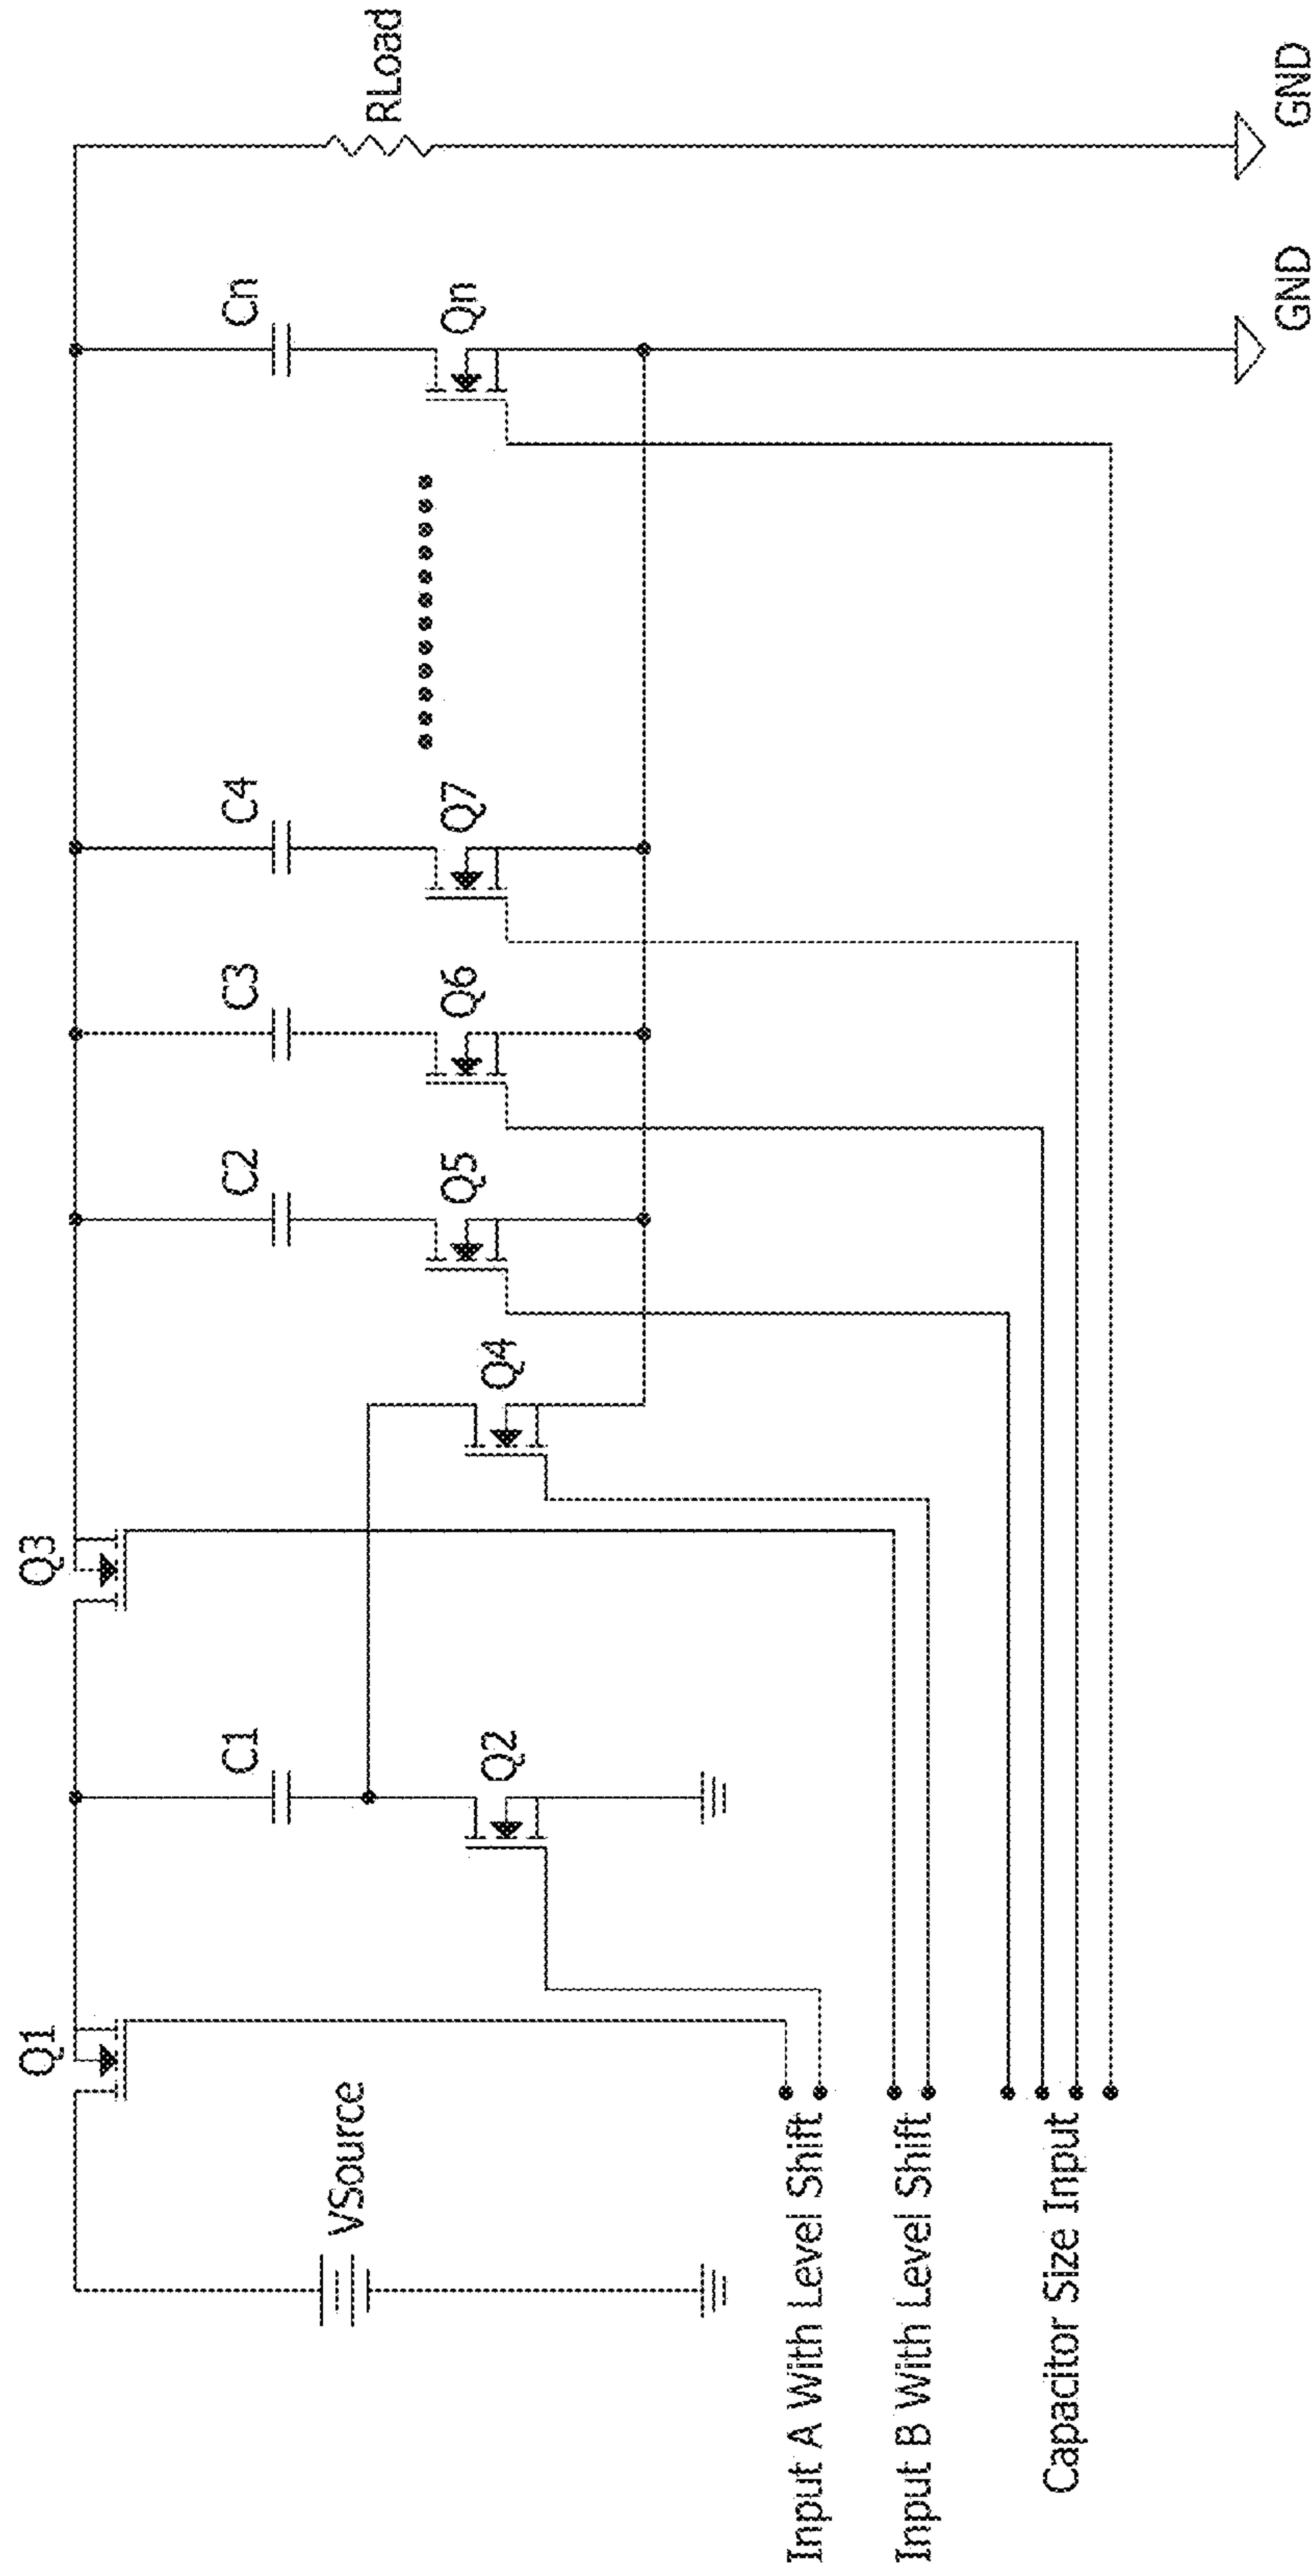 Q1
Q3
VSource
C1
C2
C3
C4
Cn
RLoad
Q2
Q4
Q5
Q6
Q7
Qn
Input A With Level Shift
Input B With Level Shift
Capacitor Size Input
GND
GND